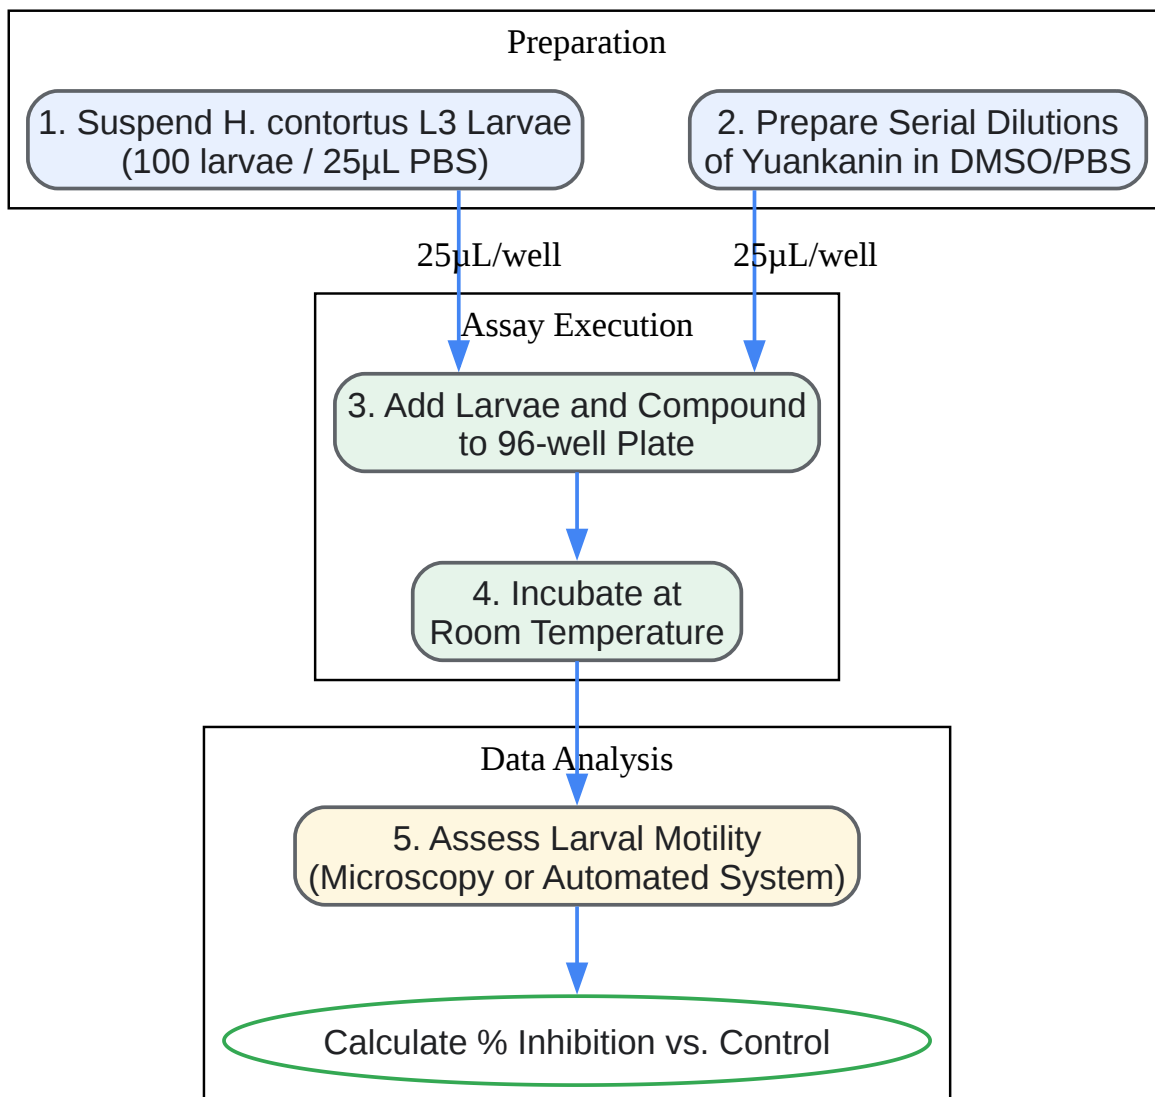 Preparation
1. Suspend H. contortus L3 Larvae
(100 larvae / 25µL PBS)
2. Prepare Serial Dilutions
of Yuankanin in DMSO/PBS
25µL/well
25µL/well
Assay Execution
3. Add Larvae and Compound
to 96-well Plate
4. Incubate at
Room Temperature
Data Analysis
5. Assess Larval Motility
(Microscopy or Automated System)
Calculate % Inhibition vs. Control